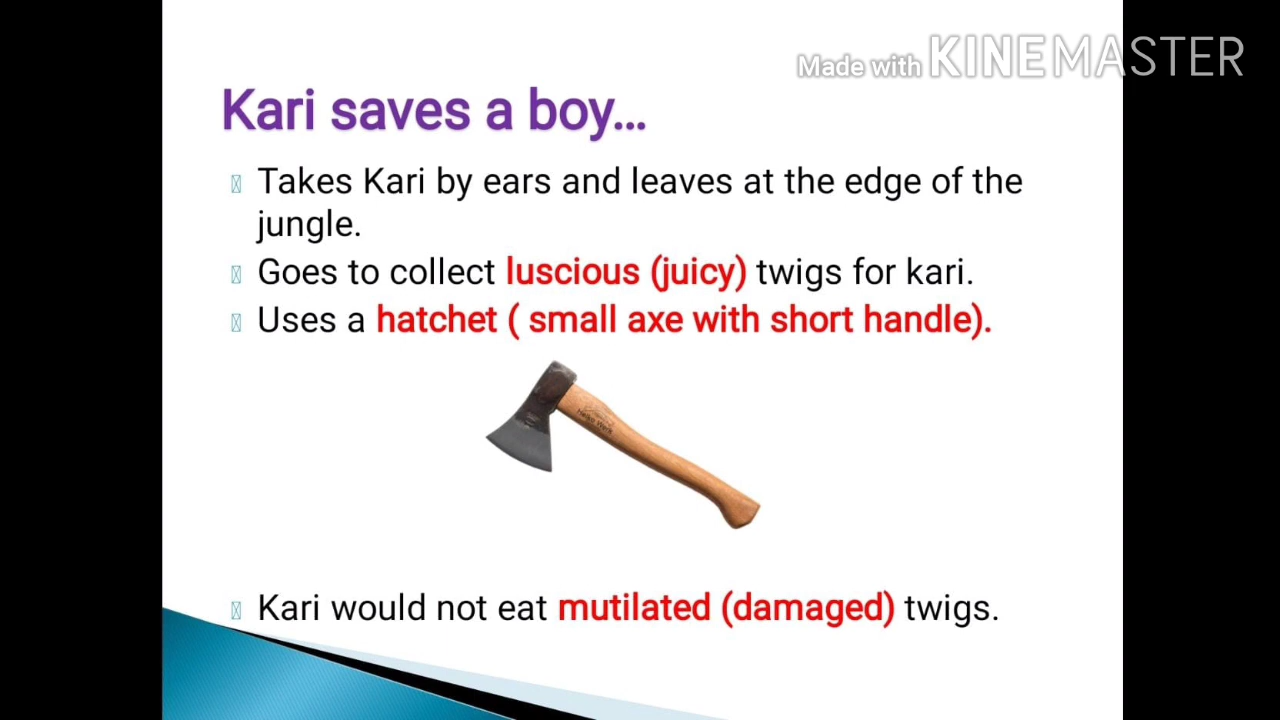 Made with KINEMASTER
Kari saves a boy...
Takes Kari by ears and leaves at the edge of the
jungle.
Goes to collect luscious (juicy) twigs for kari.
Uses a hatchet ( small axe with short handle).
Kari would not eat mutilated (damaged) twigs.